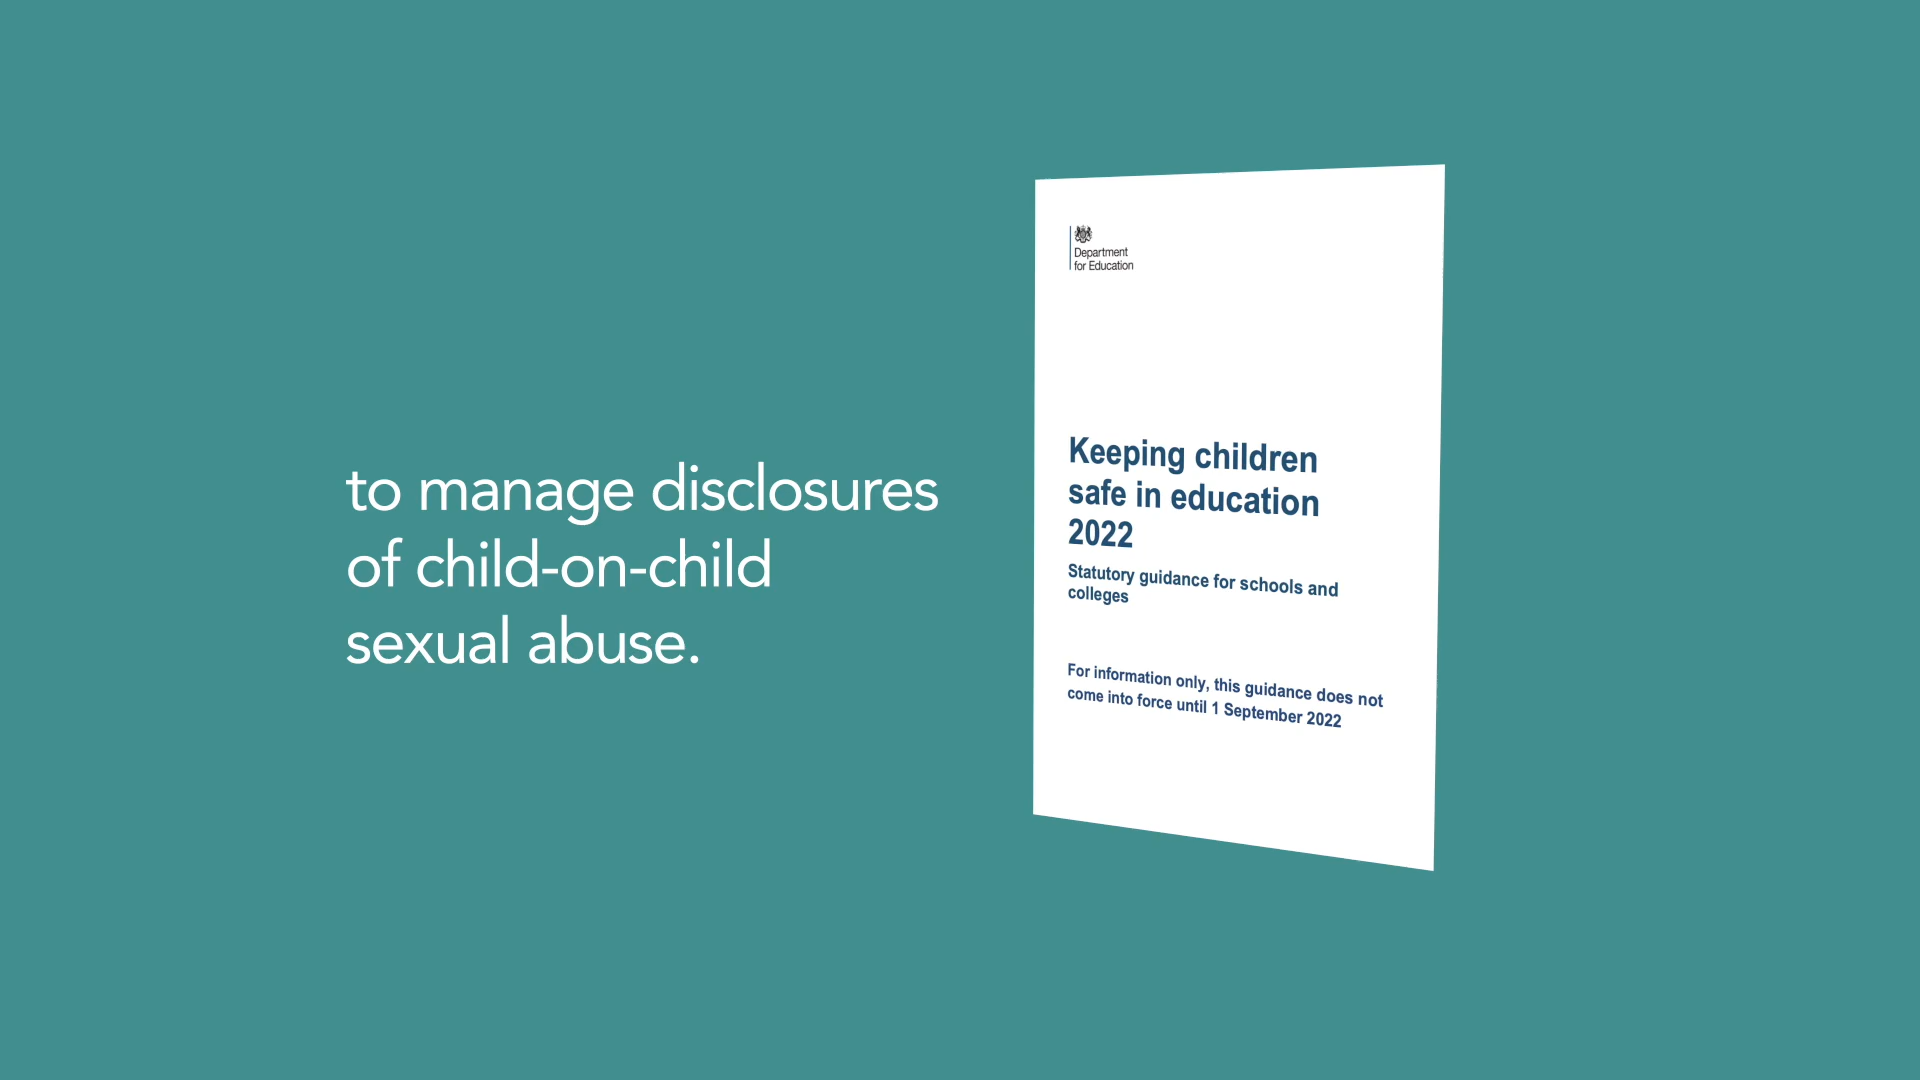 to manage disclosures
of child-on-child
sexual abuse.
Department
for Education
Keeping children
safe in education
2022
Statutory guidance for schools and
colleges
For information only, this guidance does not
come into force until 1 September 2022